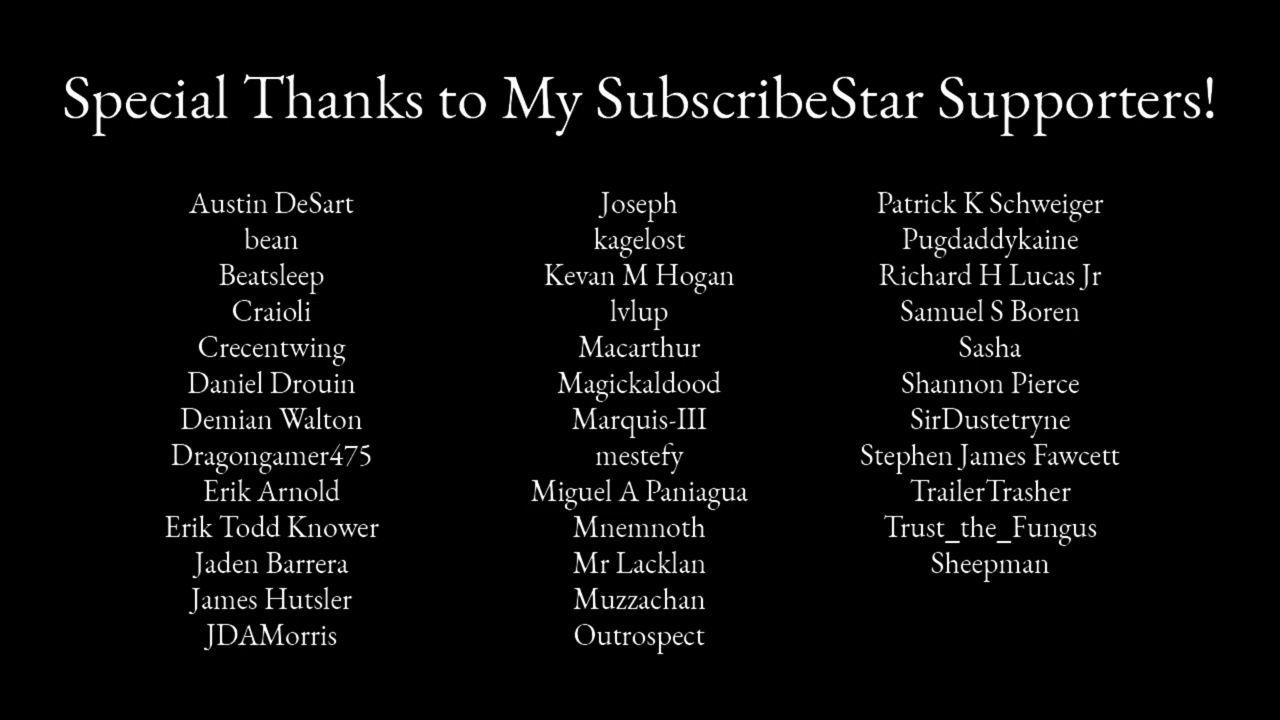 Special Thanks to My SubscribeStar Supporters!
Austin DeSart
bean
Beatsleep
Craioli
Crecentwing
Daniel Drouin
Demian Walton
Dragongamer475
Erik Arnold
Erik Todd Knower
Jaden Barrera
James Hutsler
JDAMorris
Joseph
kagelost
Kevan M Hogan
lvlup
Macarthur
Magickaldood
Marquis-III
mestefy
Miguel A Paniagua
Mnemnoth
Mr Lacklan
Muzzachan
Outrospect
Patrick K Schweiger
Pugdaddykaine
Richard H Lucas Jr
Samuel S Boren
Sasha
Shannon Pierce
SirDustetryne
Stephen James Fawcett
TrailerTrasher
Trust_the_Fungus
Sheepman